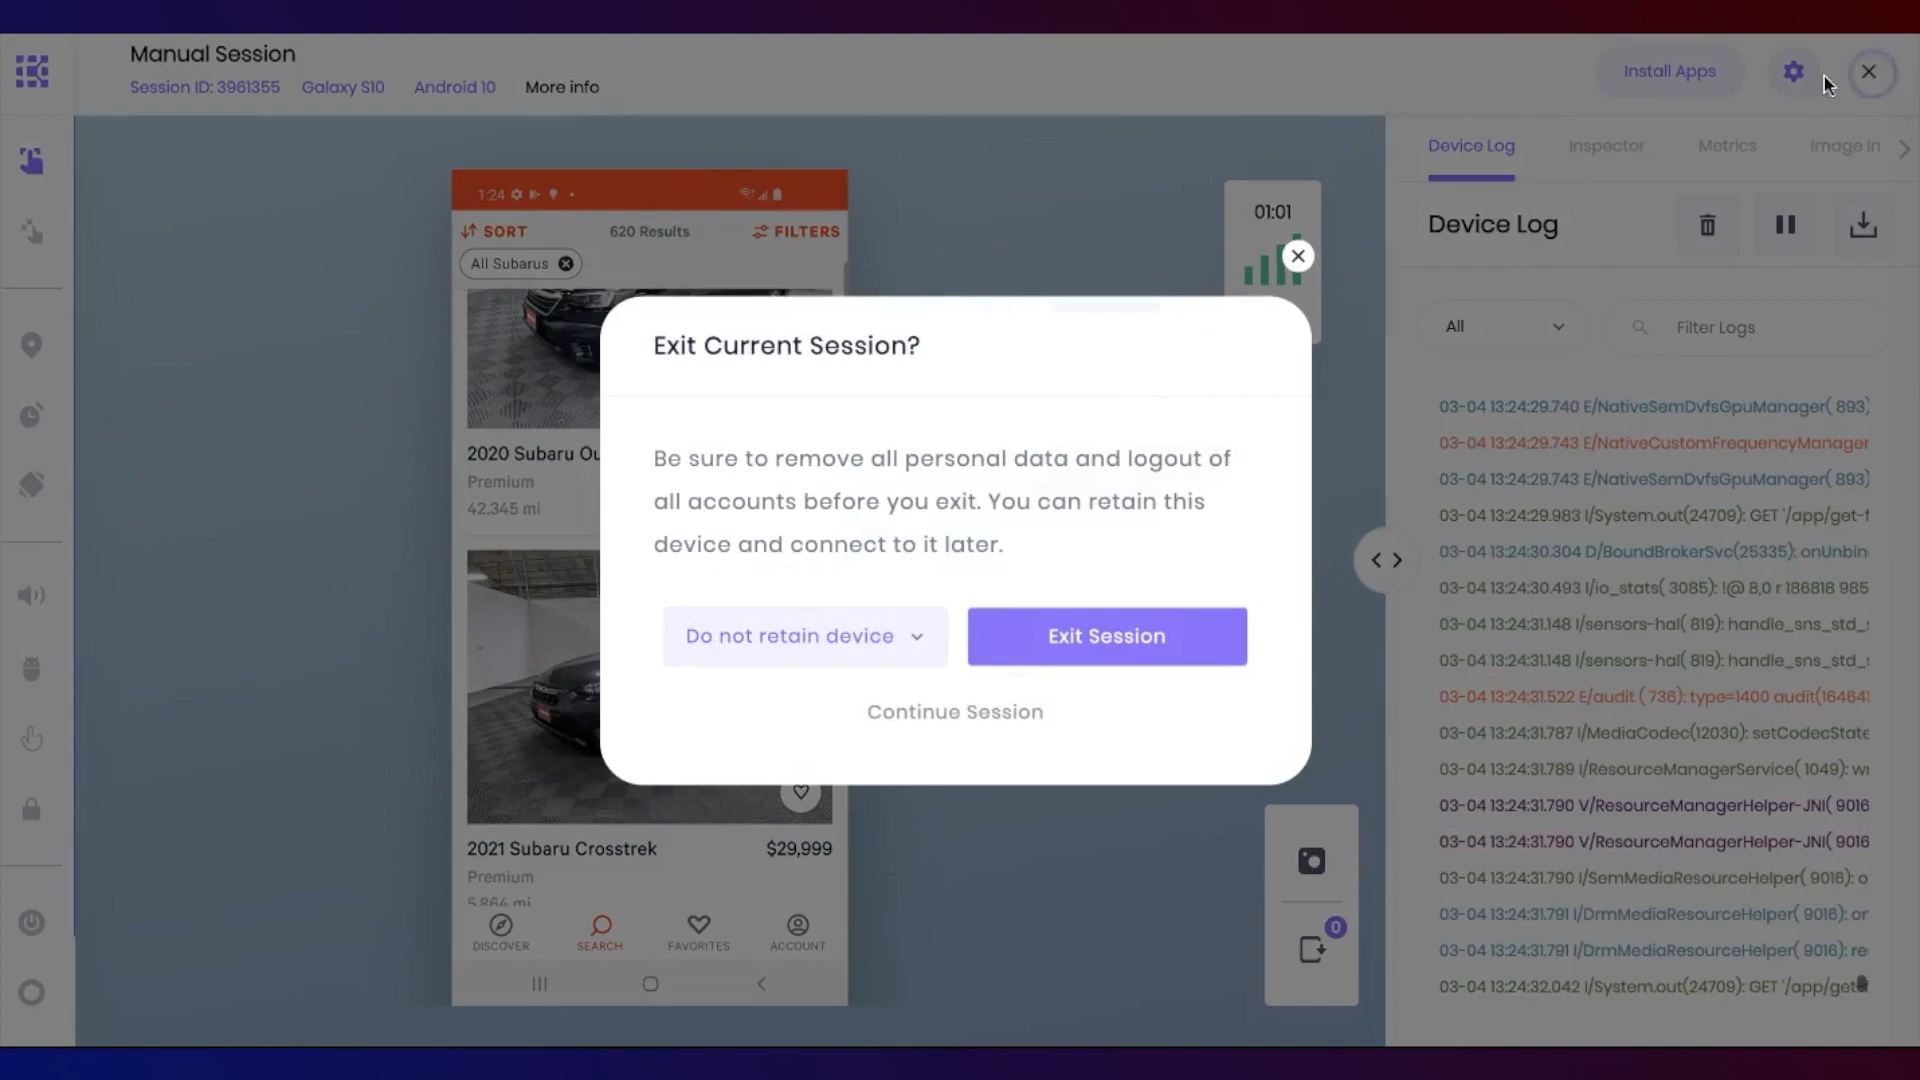 Manual Session
Session ID: 3961355 Galaxy S10 Android 10 More info
Install Apps
Device Log Inspector Metrics Image In
Device Log
All
Filter Logs
1:24
SORT 620 Results FILTERS
All Subarus
2020 Subaru Ou
Premium
42,345 mi
2021 Subaru Crosstrek $29,999
Premium
5,864 mi
DISCOVER SEARCH FAVORITES ACCOUNT
01:01
Exit Current Session?
Be sure to remove all personal data and logout of
all accounts before you exit. You can retain this
device and connect to it later.
Do not retain device Exit Session
Continue Session
0
03-04 13:24:29.740 E/NativeSemDvfsGpuManager( 893)
03-04 13:24:29.743 E/NativeCustomFrequencyManager
03-04 13:24:29.743 E/NativeSemDvfsGpuManager( 893)
03-04 13:24:29.983 I/System.out(24709): GET '/app/get-f
03-04 13:24:30.304 D/BoundBrokerSvc(25335): onUnbin
03-04 13:24:30.493 I/io_stats( 3085): !@ 8,0 r 186818 985
03-04 13:24:31.148 I/sensors-hal( 819): handle_sns_std_s
03-04 13:24:31.148 I/sensors-hal( 819): handle_sns_std_s
03-04 13:24:31.522 E/audit ( 736): type=1400 audit(164641
03-04 13:24:31.787 I/MediaCodec(12030): setCodecState
03-04 13:24:31.789 I/ResourceManagerService( 1049): wr
03-04 13:24:31.790 V/ResourceManagerHelper-JNI( 9016
03-04 13:24:31.790 V/ResourceManagerHelper-JNI( 9016
03-04 13:24:31.790 I/SemMediaResourceHelper( 9016): o
03-04 13:24:31.791 I/DrmMediaResourceHelper( 9016): or
03-04 13:24:31.791 I/DrmMediaResourceHelper( 9016): re
03-04 13:24:32.042 I/System.out(24709): GET '/app/get-